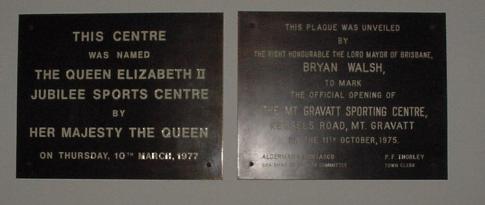 THIS CENTRE
WAS NAMED
THE QUEEN ELIZABETH II
JUBILEE SPORTS CENTRE
BY
HER MAJESTY THE QUEEN
ON THURSDAY, 10TH MARCH, 1977
THIS PLAQUE WAS UNVEILED
BY
THE RIGHT HONOURABLE THE LORD MAYOR OF BRISBANE,
BRYAN WALSH,
TO MARK
THE OFFICIAL OPENING OF
THE MT. GRAVATT SPORTING CENTRE,
KESSELS ROAD, MT. GRAVATT
ON THE 11TH OCTOBER, 1975.
ALDERMAN
P. F. THORLEY
COMMITTEE
TOWN CLERK